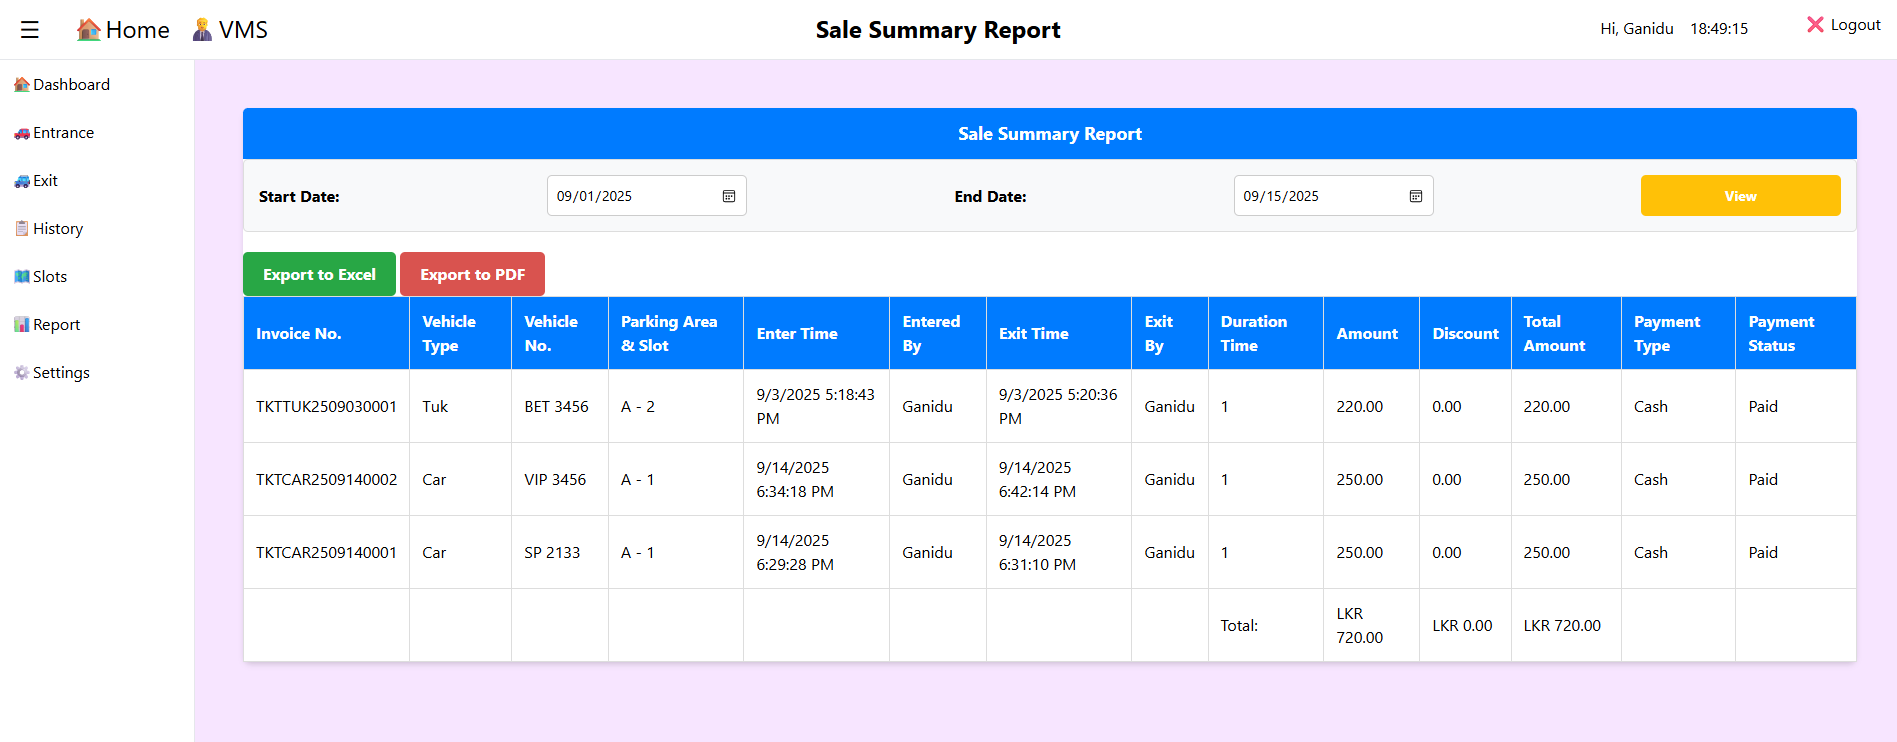 ☰ Home VMS Sale Summary Report Hi, Ganidu 18:49:15 Logout
Dashboard
Entrance
Exit
History
Slots
Report
Settings
Sale Summary Report
Start Date: 09/01/2025 End Date: 09/15/2025 View
Export to Excel Export to PDF
Invoice No. Vehicle Type Vehicle No. Parking Area & Slot Enter Time Entered By Exit Time Exit By Duration Time Amount Discount Total Amount Payment Type Payment Status
TKTTUK2509030001 Tuk BET 3456 A - 2 9/3/2025 5:18:43 PM Ganidu 9/3/2025 5:20:36 PM Ganidu 1 220.00 0.00 220.00 Cash Paid
TKTCAR2509140002 Car VIP 3456 A - 1 9/14/2025 6:34:18 PM Ganidu 9/14/2025 6:42:14 PM Ganidu 1 250.00 0.00 250.00 Cash Paid
TKTCAR2509140001 Car SP 2133 A - 1 9/14/2025 6:29:28 PM Ganidu 9/14/2025 6:31:10 PM Ganidu 1 250.00 0.00 250.00 Cash Paid
Total: LKR 720.00 LKR 0.00 LKR 720.00